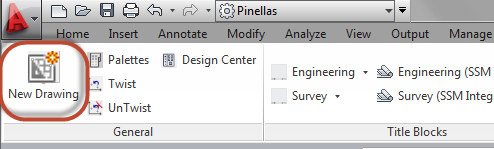 Pinellas
Home Insert Annotate Modify Analyze View Output Manage
New Drawing
Palettes Design Center
Twist
UnTwist
General
Engineering Engineering (SSM
Survey Survey (SSM Integ
Title Blocks